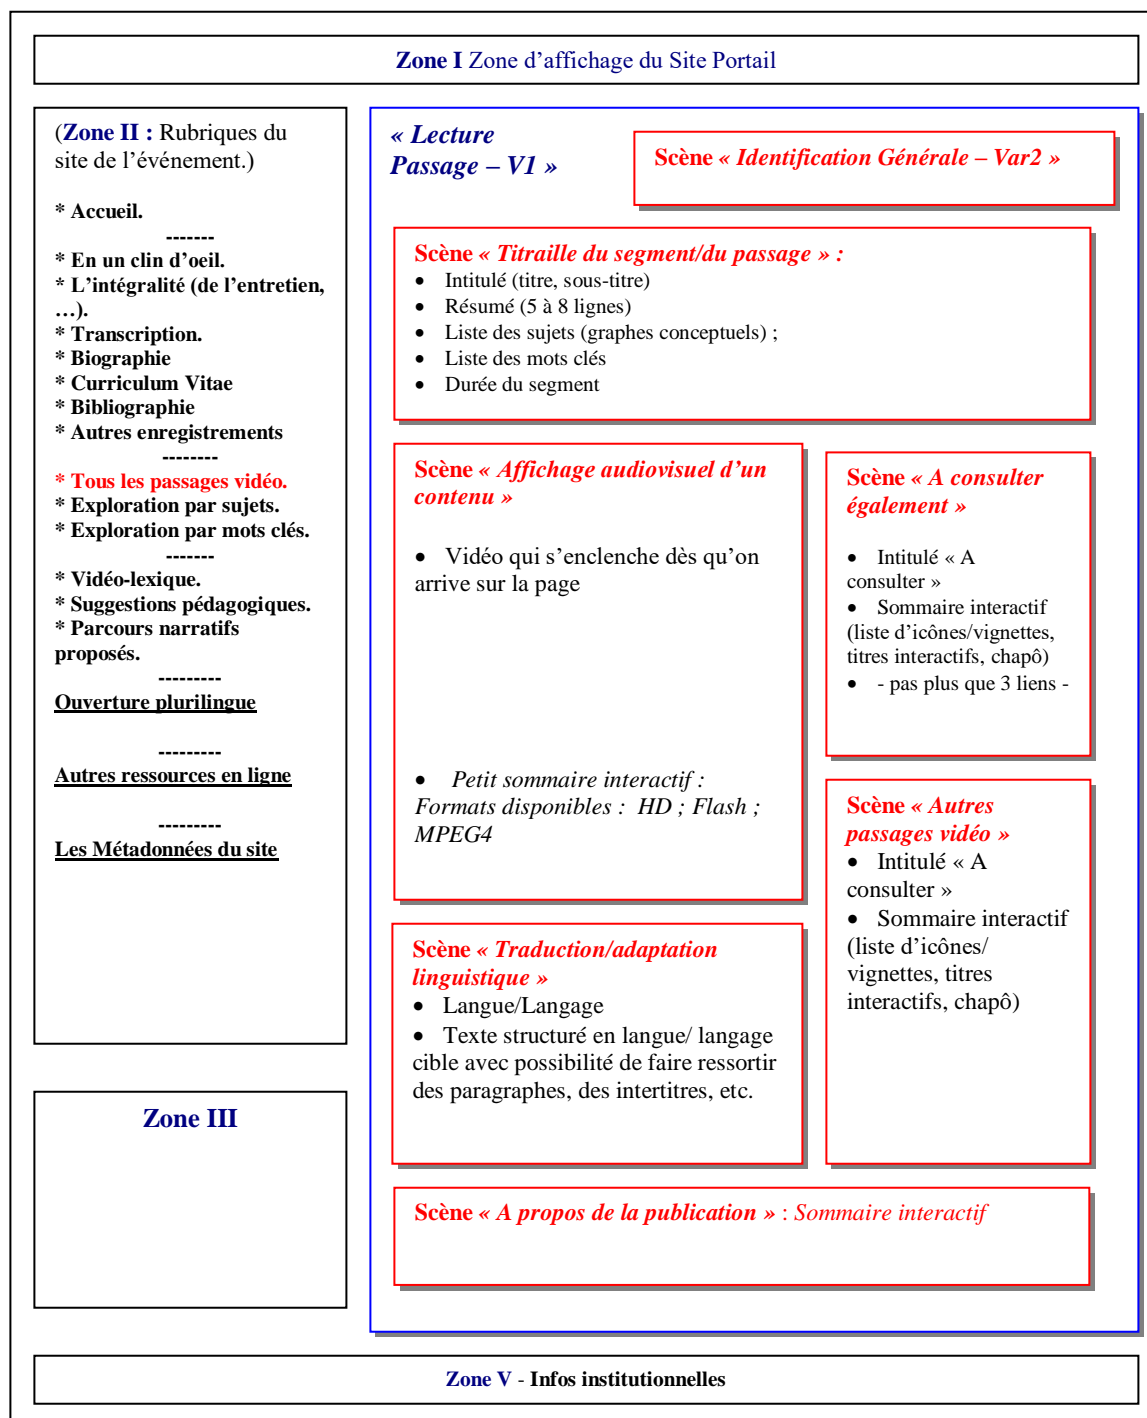 Zone I Zone d’affichage du Site Portail
(Zone II : Rubriques du
site de l’événement.)
* Accueil.
-------
* En un clin d’oeil.
* L’intégralité (de l’entretien,
…).
* Transcription.
* Biographie
* Curriculum Vitae
* Bibliographie
* Autres enregistrements
--------
* Tous les passages vidéo.
* Exploration par sujets.
* Exploration par mots clés.
-------
* Vidéo-lexique.
* Suggestions pédagogiques.
* Parcours narratifs
proposés.
---------
Ouverture plurilingue
---------
Autres ressources en ligne
---------
Les Métadonnées du site
Zone III
« Lecture
Passage – V1 »
Scène « Identification Générale – Var2 »
Scène « Titraille du segment/du passage » :
• Intitulé (titre, sous-titre)
• Résumé (5 à 8 lignes)
• Liste des sujets (graphes conceptuels) ;
• Liste des mots clés
• Durée du segment
Scène « Affichage audiovisuel d’un
contenu »
• Vidéo qui s’enclenche dès qu’on
arrive sur la page
• Petit sommaire interactif :
Formats disponibles : HD ; Flash ;
MPEG4
Scène « A consulter
également »
• Intitulé « A
consulter »
• Sommaire interactif
(liste d’icônes/vignettes,
titres interactifs, chapô)
• - pas plus que 3 liens -
Scène « Autres
passages vidéo »
• Intitulé « A
consulter »
• Sommaire interactif
(liste d’icônes/
vignettes, titres
interactifs, chapô)
Scène « Traduction/adaptation
linguistique »
• Langue/Langage
• Texte structuré en langue/ langage
cible avec possibilité de faire ressortir
des paragraphes, des intertitres, etc.
Scène « A propos de la publication » : Sommaire interactif
Zone V - Infos institutionnelles